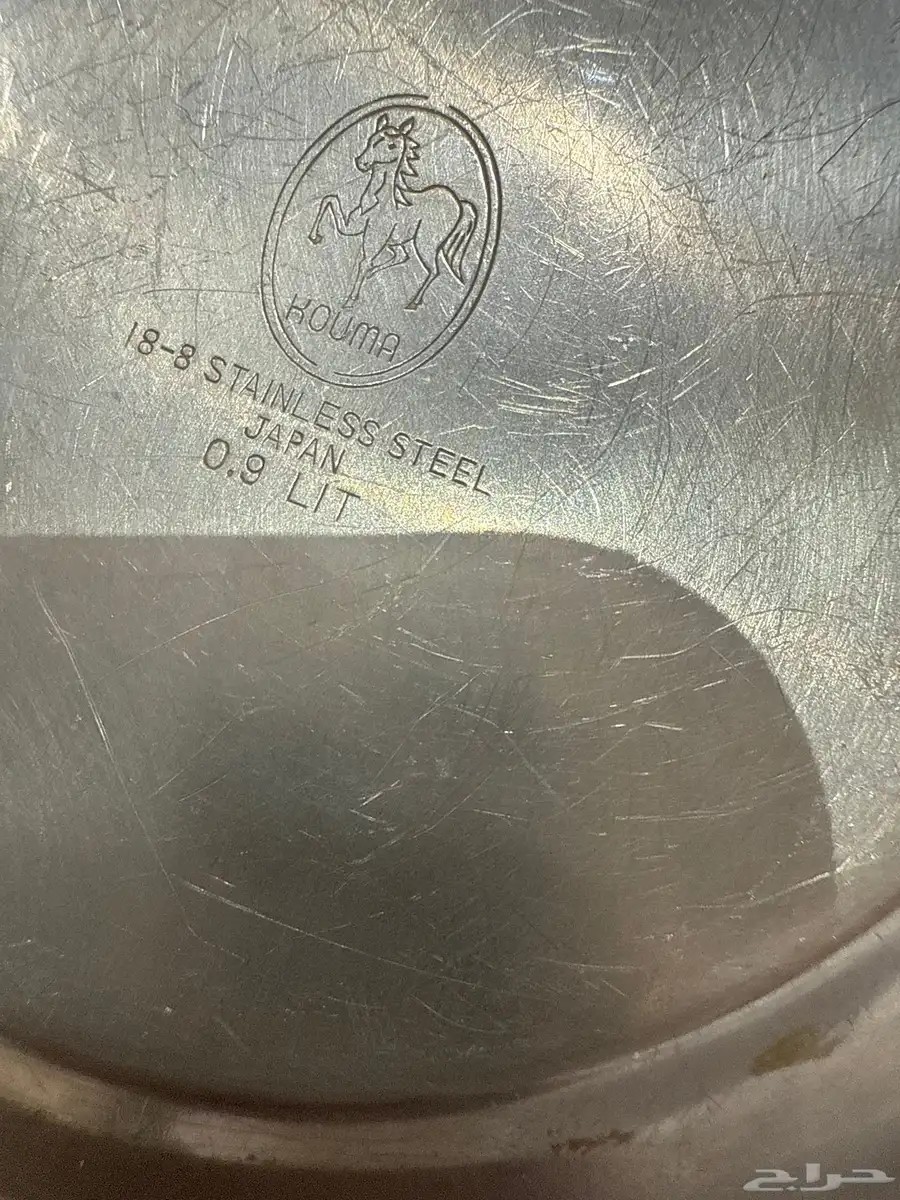 KOUMA
18-8 STAINLESS STEEL
JAPAN
0.9 LIT
حراج